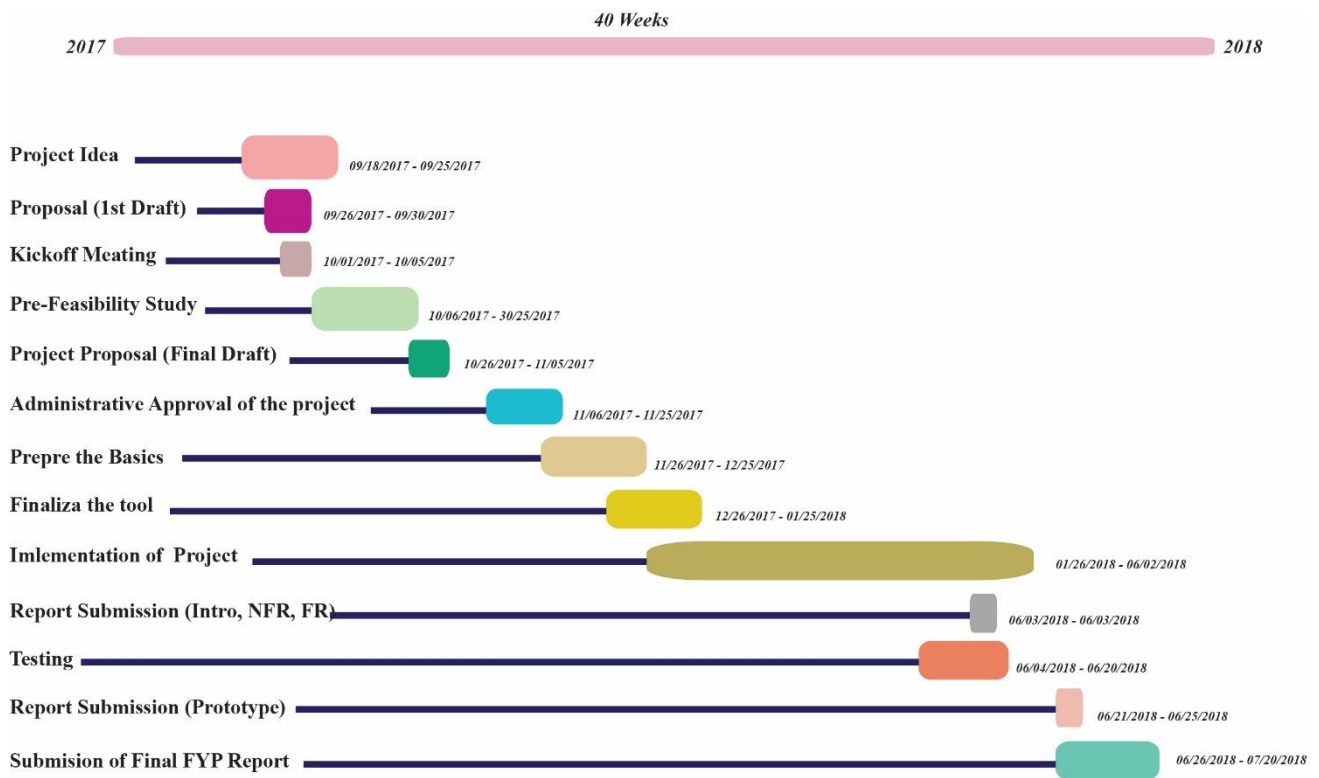 40 Weeks
2017
2018
Project Idea
09/18/2017 - 09/25/2017
Proposal (1st Draft)
09/26/2017 - 09/30/2017
Kickoff Meating
10/01/2017 - 10/05/2017
Pre-Feasibility Study
10/06/2017 - 30/25/2017
Project Proposal (Final Draft)
10/26/2017 - 11/05/2017
Administrative Approval of the project
11/06/2017 - 11/25/2017
Prepre the Basics
11/26/2017 - 12/25/2017
Finaliza the tool
12/26/2017 - 01/25/2018
Imlementation of Project
01/26/2018 - 06/02/2018
Report Submission (Intro, NFR, FR)
06/03/2018 - 06/03/2018
Testing
06/04/2018 - 06/20/2018
Report Submission (Prototype)
06/21/2018 - 06/25/2018
Submision of Final FYP Report
06/26/2018 - 07/20/2018